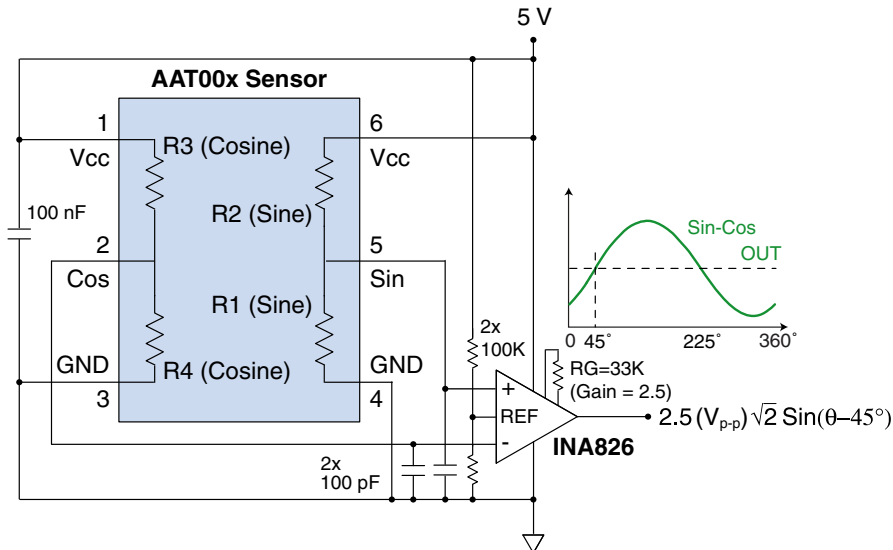 5 V
AAT00x Sensor
1
Vcc
R3 (Cosine)
6
Vcc
R2 (Sine)
100 nF
2
Cos
5
Sin
R1 (Sine)
GND
3
R4 (Cosine)
GND
4
2x
100K
2x
100 pF
+
REF
-
INA826
RG=33K
(Gain = 2.5)
Sin-Cos
OUT
0 45° 225° 360°
2.5 (Vp-p) √2 Sin(θ–45°)